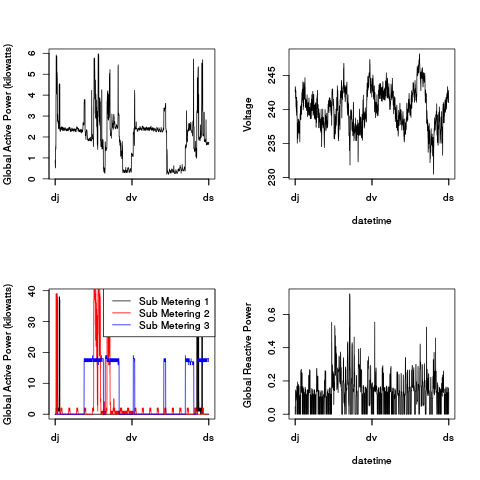 Global Active Power (kilowatts)
0 1 2 3 4 5 6
dj dv ds
Voltage
230 235 240 245
dj dv ds
datetime
Global Active Power (kilowatts)
0 10 20 30 40
Sub Metering 1
Sub Metering 2
Sub Metering 3
dj dv ds
Global Reactive Power
0.0 0.2 0.4 0.6
dj dv ds
datetime